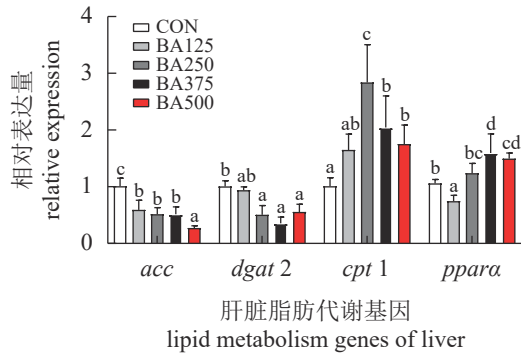 CON
BA125
BA250
BA375
BA500
相对表达量
relative expression
4
3
2
1
0
c b b b a
b ab a a a
a ab c b b
b a bc d cd
acc dgat 2 cpt 1 pparα
肝脏脂肪代谢基因
lipid metabolism genes of liver